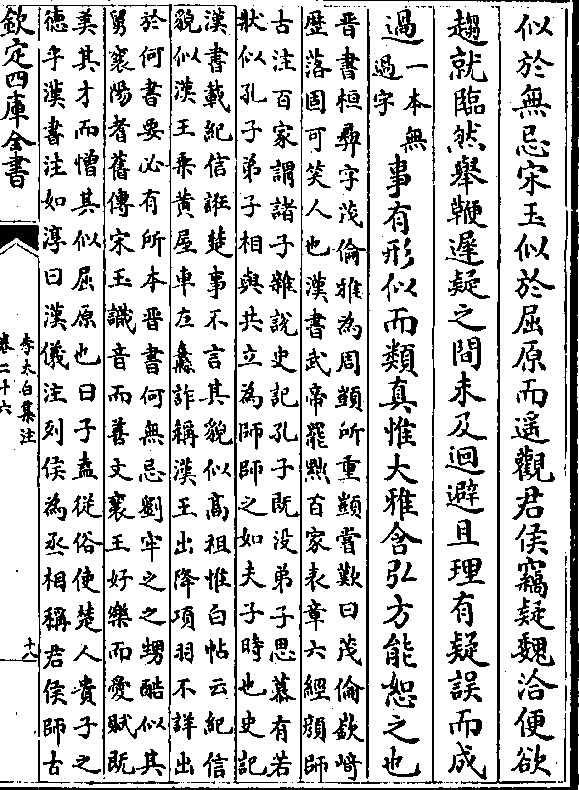 似於無忌宋玉似於屈原而遥觀君侯竊疑魏洽便欲
趨就臨然舉鞭遲疑之間未及迴避且理有疑誤而成
過一本無過字事有形似而類真惟大雅含弘方能恕之也
晉書桓彞字茂倫雅為周顗所重顗嘗歎曰茂倫嶔﨑
歴落固可笑人也漢書武帝罷黜百家表章六經顔師
古注百家謂諸子雜說史記孔子既没弟子思慕有若
狀似孔子弟子相與共立為師師之如夫子時也史記
漢書載紀信誑楚事不言其貌似高祖惟白帖云紀信
貌似漢王乗黄屋車左纛詐稱漢王出降項羽不詳出
於何書要必有所本晉書何無忌劉牢之之甥酷似其
舅襄陽耆舊傳宋玉識音而善文襄王好樂而愛賦既
美其才而憎其似屈原也曰子盍從俗使楚人貴子之
徳乎漢書注如淳曰漢儀注列侯為丞相稱君侯師古
欽定四庫全書
李太白集注
卷二十六
十八